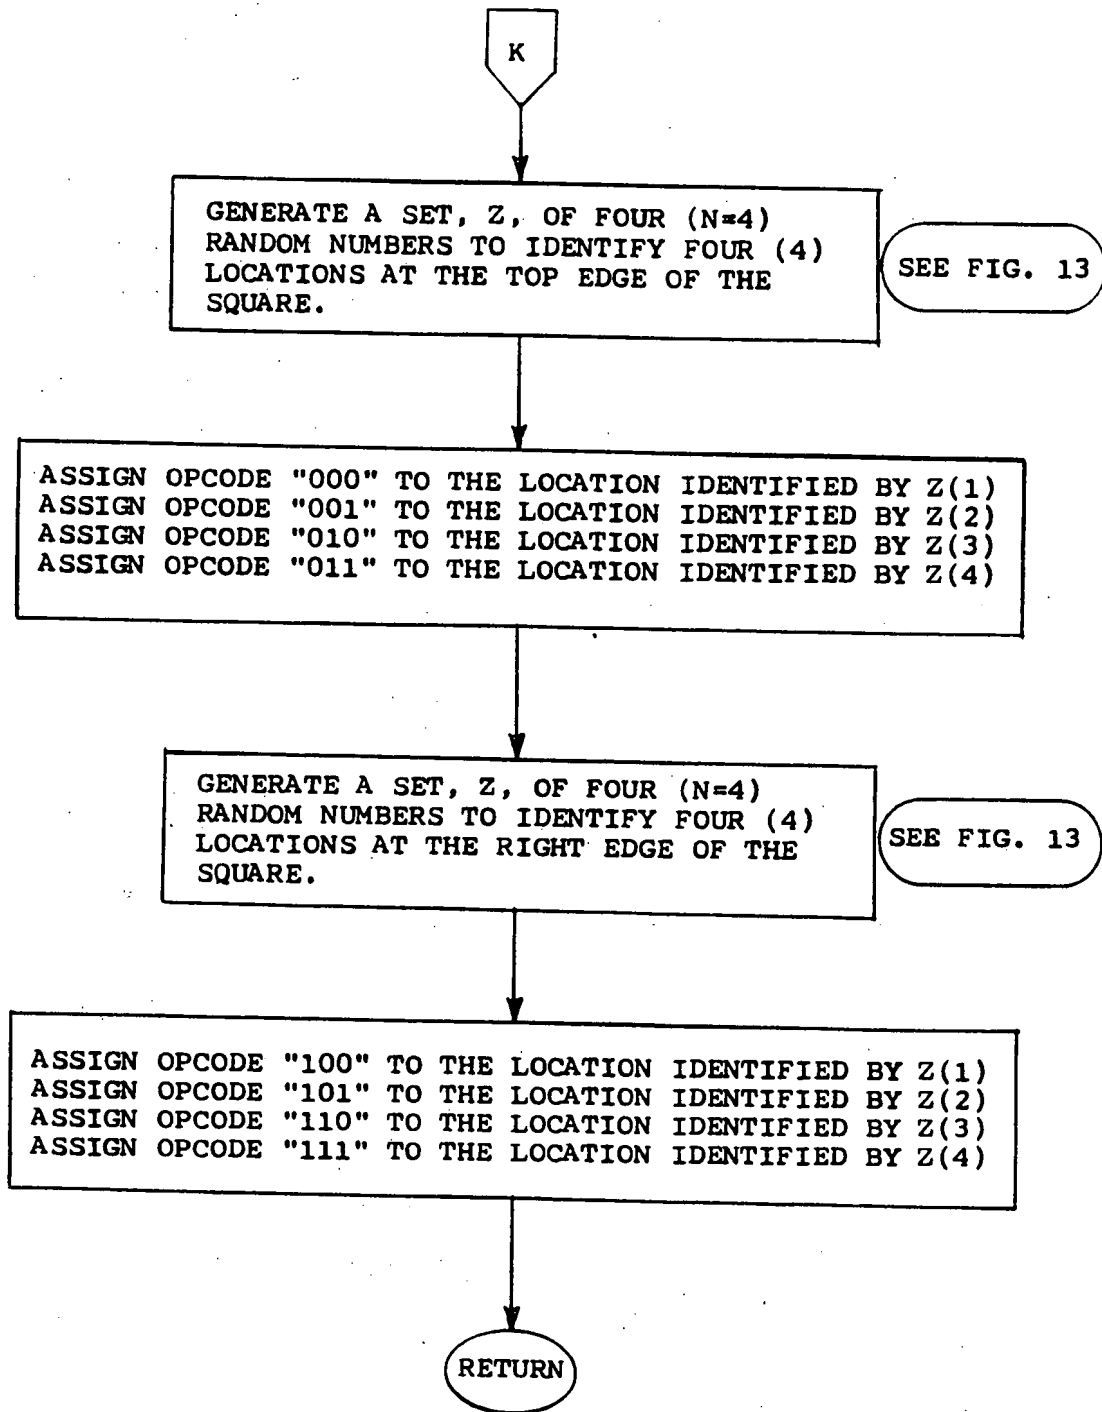 K
GENERATE A SET, Z, OF FOUR (N=4)
RANDOM NUMBERS TO IDENTIFY FOUR (4)
LOCATIONS AT THE TOP EDGE OF THE
SQUARE.
SEE FIG. 13
ASSIGN OPCODE "000" TO THE LOCATION IDENTIFIED BY Z(1)
ASSIGN OPCODE "001" TO THE LOCATION IDENTIFIED BY Z(2)
ASSIGN OPCODE "010" TO THE LOCATION IDENTIFIED BY Z(3)
ASSIGN OPCODE "011" TO THE LOCATION IDENTIFIED BY Z(4)
GENERATE A SET, Z, OF FOUR (N=4)
RANDOM NUMBERS TO IDENTIFY FOUR (4)
LOCATIONS AT THE RIGHT EDGE OF THE
SQUARE.
SEE FIG. 13
ASSIGN OPCODE "100" TO THE LOCATION IDENTIFIED BY Z(1)
ASSIGN OPCODE "101" TO THE LOCATION IDENTIFIED BY Z(2)
ASSIGN OPCODE "110" TO THE LOCATION IDENTIFIED BY Z(3)
ASSIGN OPCODE "111" TO THE LOCATION IDENTIFIED BY Z(4)
RETURN